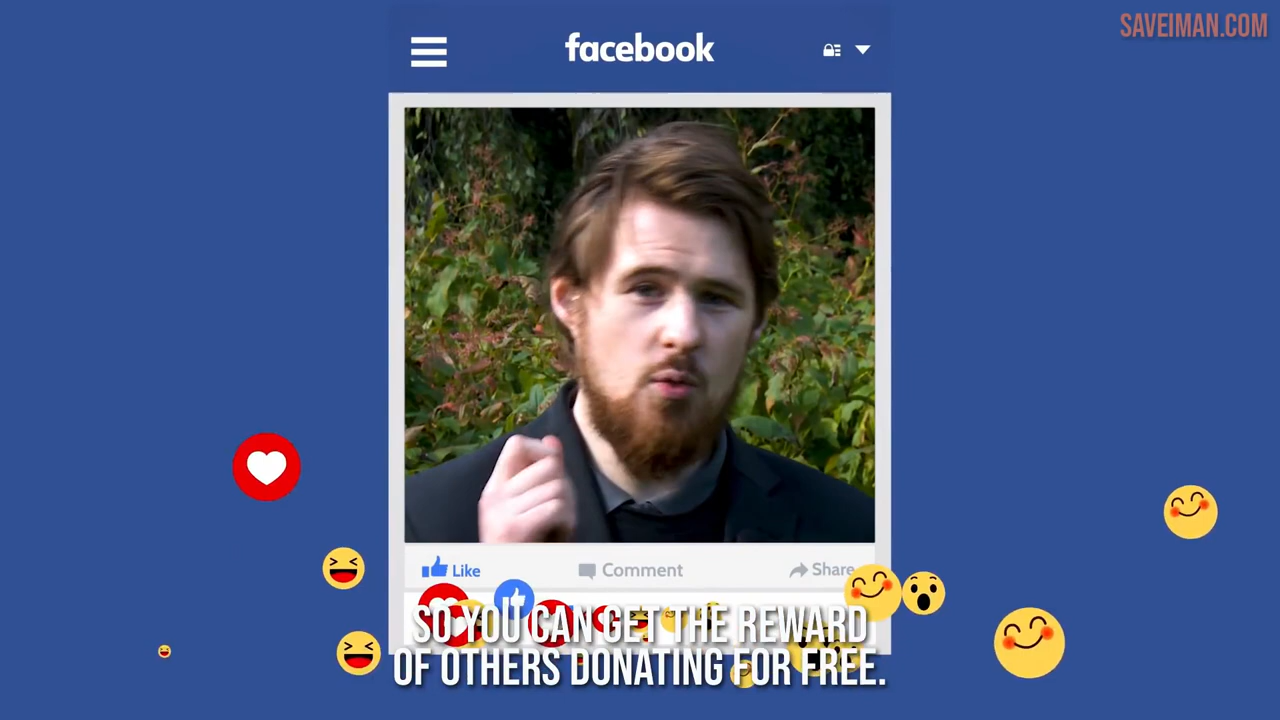 SAVEIMAN.COM
facebook
Like
Comment
Share
SO YOU CAN GET THE REWARD
OF OTHERS DONATING FOR FREE.